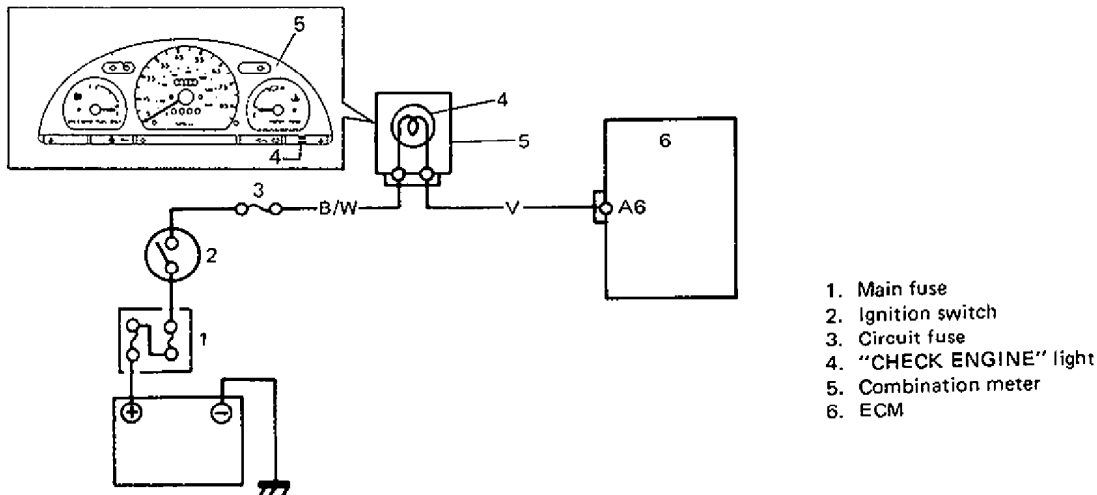 5
4
4
5
6
3
B/W
V
A6
2
1
1. Main fuse
2. Ignition switch
3. Circuit fuse
4. "CHECK ENGINE" light
5. Combination meter
6. ECM